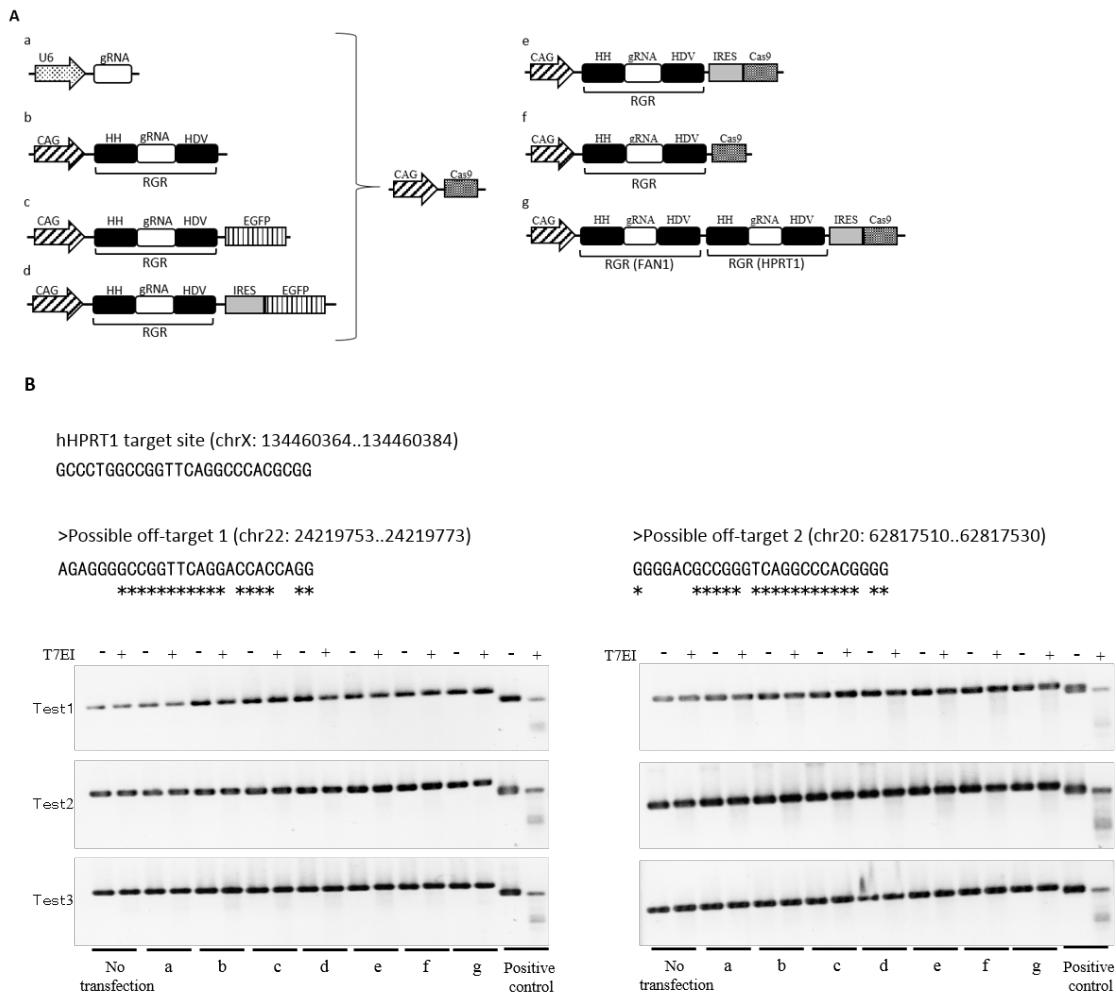 A
a
U6 gRNA
b
CAG HH gRNA HDV
RGR
c
CAG HH gRNA HDV EGFP
RGR
d
CAG HH gRNA HDV IRES EGFP
RGR
CAG Cas9
e
CAG HH gRNA HDV IRES Cas9
RGR
f
CAG HH gRNA HDV Cas9
RGR
g
CAG HH gRNA HDV HH gRNA HDV IRES Cas9
RGR (FAN1) RGR (HPRT1)
B
hHPRT1 target site (chrX: 134460364..134460384)
GCCCTGGCCGGTTCAGGCCCACGCGG
>Possible off-target 1 (chr22: 24219753..24219773)
AGAGGGGCCGGTTCAGGACCACCAGG
*********** **** **
>Possible off-target 2 (chr20: 62817510..62817530)
GGGGACGCCGGGTCAGGCCCACGGGG
* ***** *********** **
T7EI - + - + - + - + - + - + - + - + - +
Test1
Test2
Test3
No transfection a b c d e f g Positive control
T7EI - + - + - + - + - + - + - + - + - +
No transfection a b c d e f g Positive control